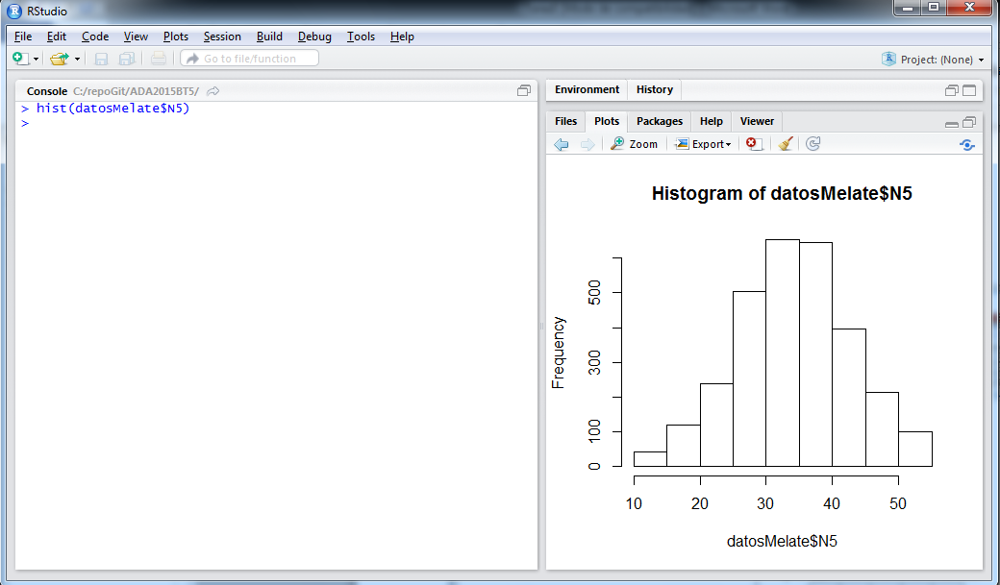 RStudio
File Edit Code View Plots Session Build Debug Tools Help
Go to file/function
Project: (None)
Console C:/repoGit/ADA2015BT5/
> hist(datosMelate$N5)
>
Environment History
Files Plots Packages Help Viewer
Zoom Export
Histogram of datosMelate$N5
Frequency
0 100 300 500
10 20 30 40 50
datosMelate$N5